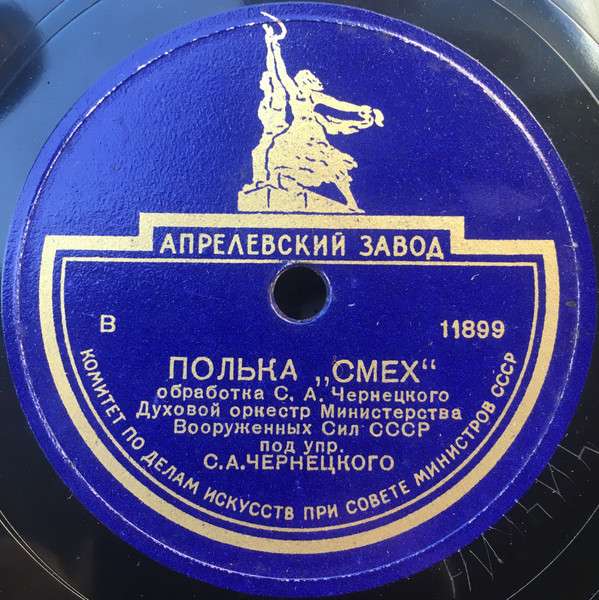 АПРЕЛЕВСКИЙ ЗАВОД
В 11899
ПОЛЬКА „СМЕХ“
обработка С. А. Чернецкого
Духовой оркестр Министерства
Вооруженных Сил СССР
под упр.
С.А.ЧЕРНЕЦКОГО
КОМИТЕТ ПО ДЕЛАМ ИСКУССТВ ПРИ СОВЕТЕ МИНИСТРОВ СССР